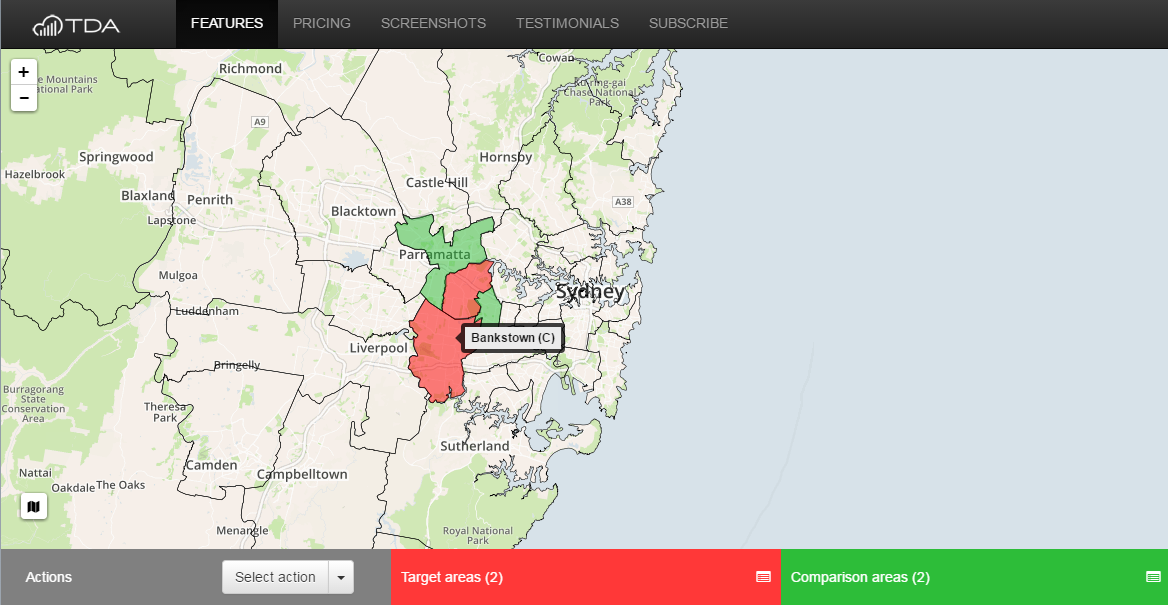 TDA
FEATURES
PRICING
SCREENSHOTS
TESTIMONIALS
SUBSCRIBE
+
−
Cowan
Richmond
Mountains
ational Park
Ku-ring-gai
Chase National
Park
A9
Springwood
Hornsby
Hazelbrook
Castle Hill
Blaxland
Penrith
A38
Blacktown
Lapstone
Parramatta
Mulgoa
Sydney
Luddenham
Bankstown (C)
Liverpool
Bringelly
Burragorang
State
Conservation
Area
Theresa
Park
Sutherland
Camden
Campbelltown
Nattai
Oakdale
The Oaks
Menangle
Royal National
Park
Actions
Select action
Target areas (2)
Comparison areas (2)